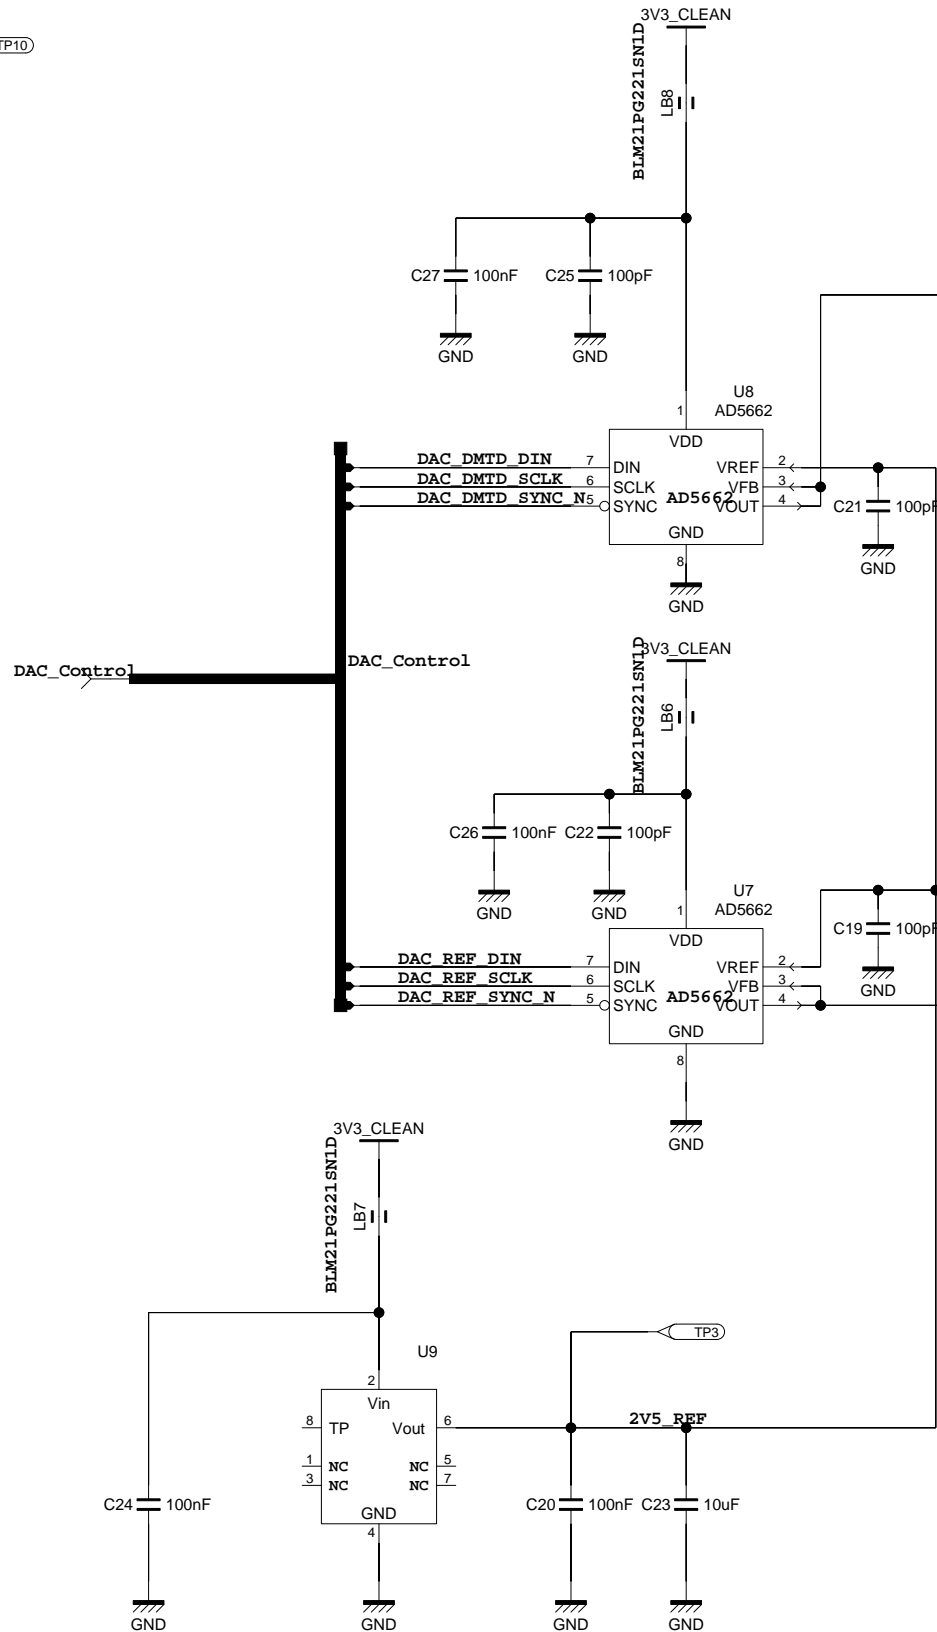 3V3_CLEAN
TP10
BLM21PG221SN1D
LB8
C27 100nF C25 100pF
GND GND
U8
AD5662
1
VDD
DAC_DMTD_DIN 7 DIN VREF 2
DAC_DMTD_SCLK 6 SCLK VFB 3
DAC_DMTD_SYNC_N 5 SYNC AD5662 VOUT 4
C21 100pF
GND
8
GND
GND
3V3_CLEAN
BLM21PG221SN1D
LB6
DAC_Control
DAC_Control
C26 100nF C22 100pF
GND GND
U7
AD5662
1
VDD
C19 100pF
DAC_REF_DIN 7 DIN VREF 2
DAC_REF_SCLK 6 SCLK VFB 3
GND
DAC_REF_SYNC_N 5 SYNC AD5662 VOUT 4
GND
8
GND
3V3_CLEAN
BLM21PG221SN1D
LB7
TP3
U9
2
Vin
8 TP Vout 6
2V5_REF
1 NC NC 5
3 NC NC 7
C24 100nF C20 100nF C23 10uF
GND
4
GND GND GND GND